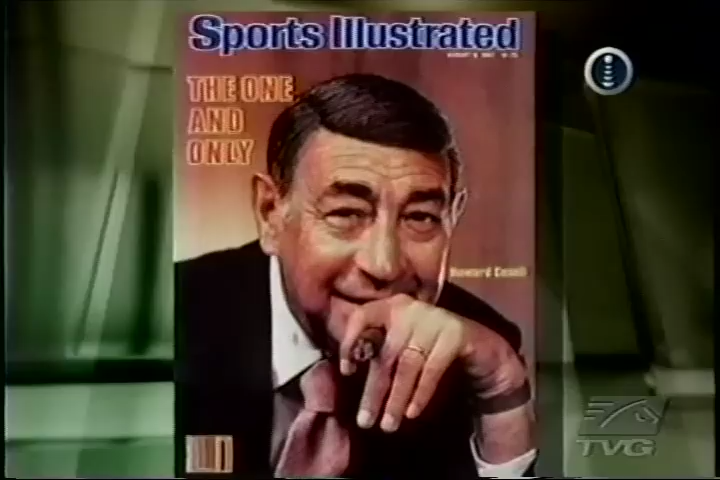 Sports Illustrated
THE ONE
AND
ONLY
Howard Cosell
TVG